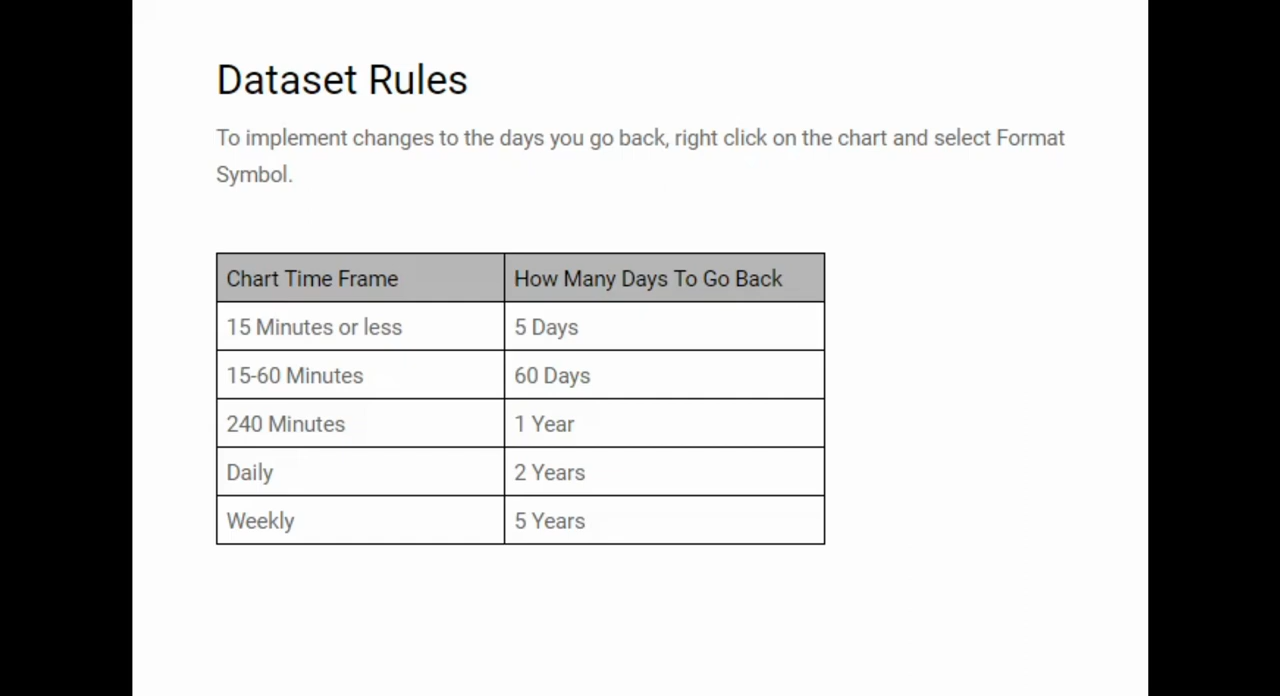 Dataset Rules
To implement changes to the days you go back, right click on the chart and select Format
Symbol.
Chart Time Frame How Many Days To Go Back
15 Minutes or less 5 Days
15-60 Minutes 60 Days
240 Minutes 1 Year
Daily 2 Years
Weekly 5 Years